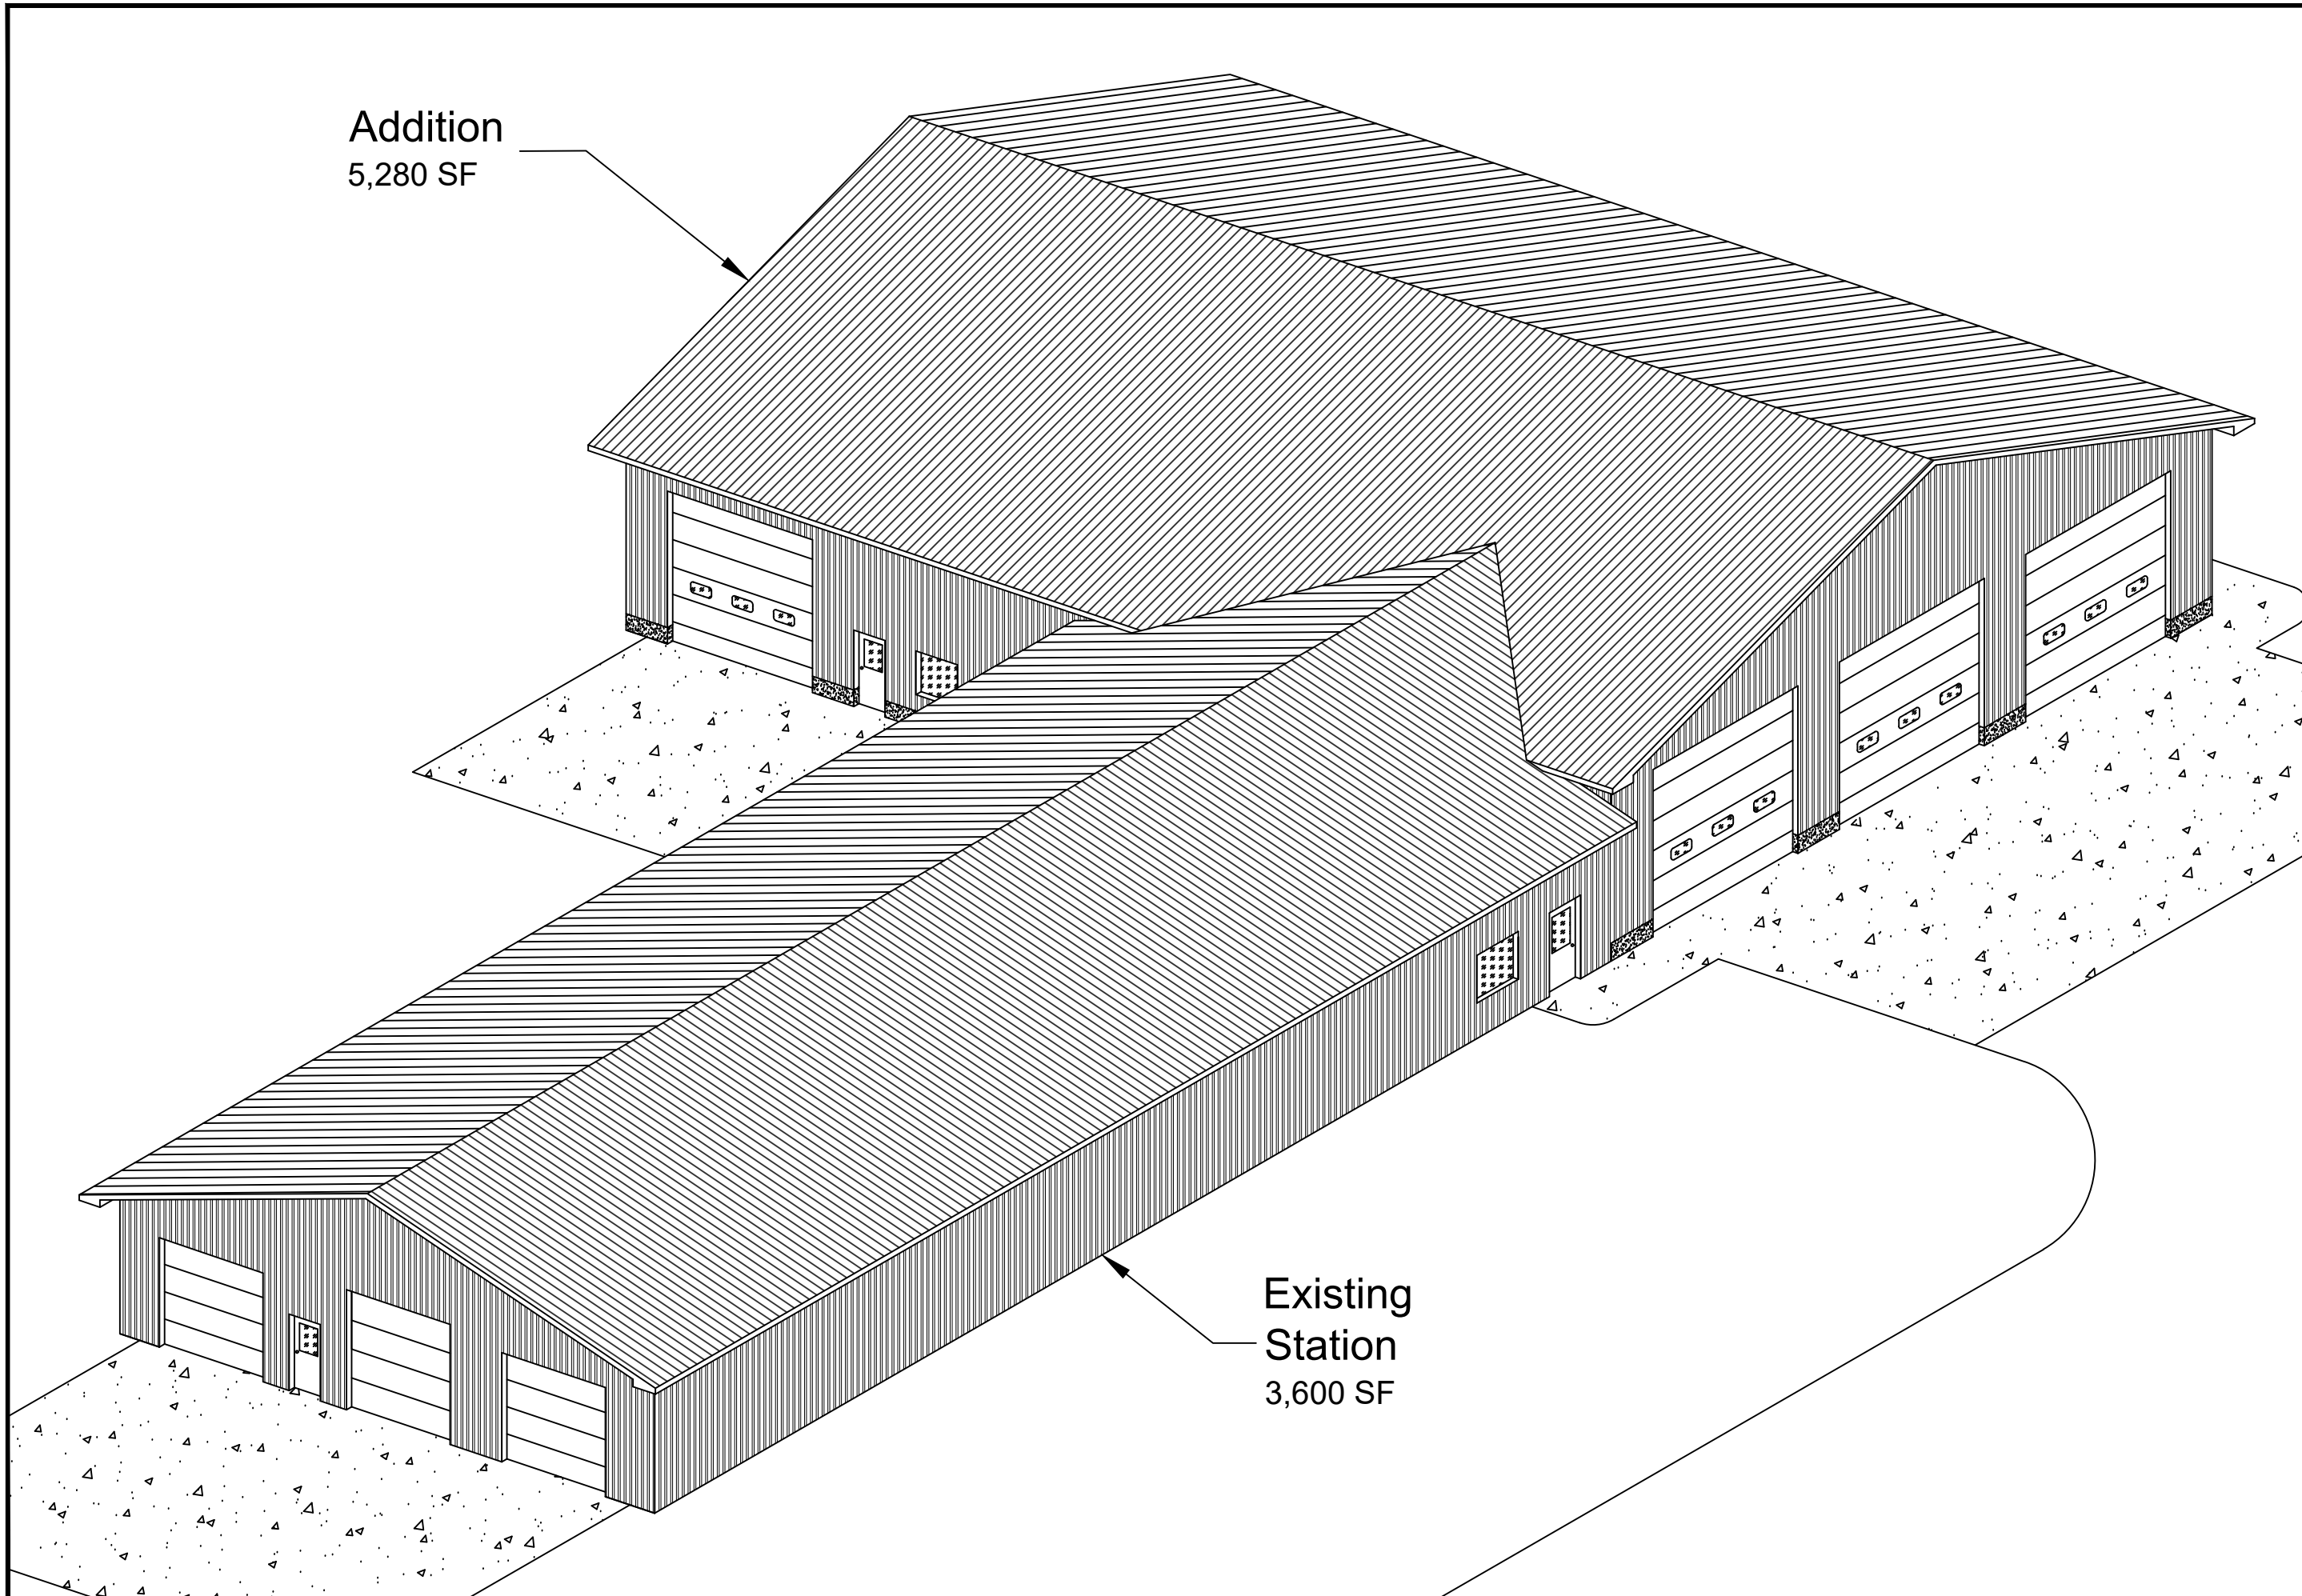 Addition
5,280 SF
Existing
Station
3,600 SF